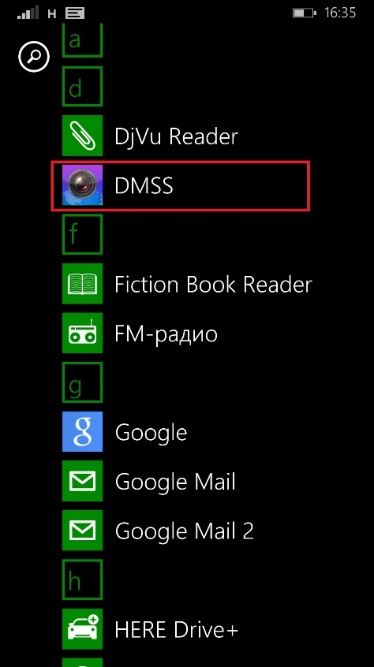 H 16:35
a
d
DjVu Reader
DMSS
f
Fiction Book Reader
FM-радио
g
g Google
Google Mail
Google Mail 2
h
HERE Drive+